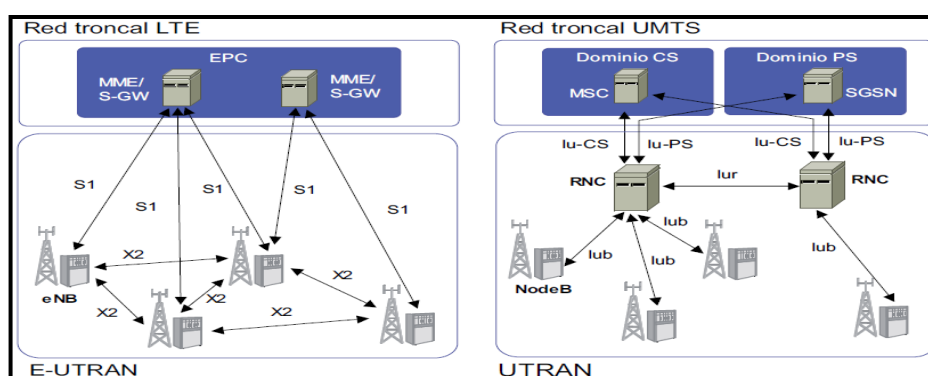 Red troncal LTE
EPC
MME/
S-GW
MME/
S-GW
S1
S1
S1
S1
S1
X2
X2
X2
X2
X2
eNB
E-UTRAN
Red troncal UMTS
Dominio CS
MSC
Dominio PS
SGSN
Iu-CS
Iu-PS
Iu-CS
Iu-PS
RNC
Iur
RNC
Iub
Iub
Iub
Iub
NodeB
UTRAN